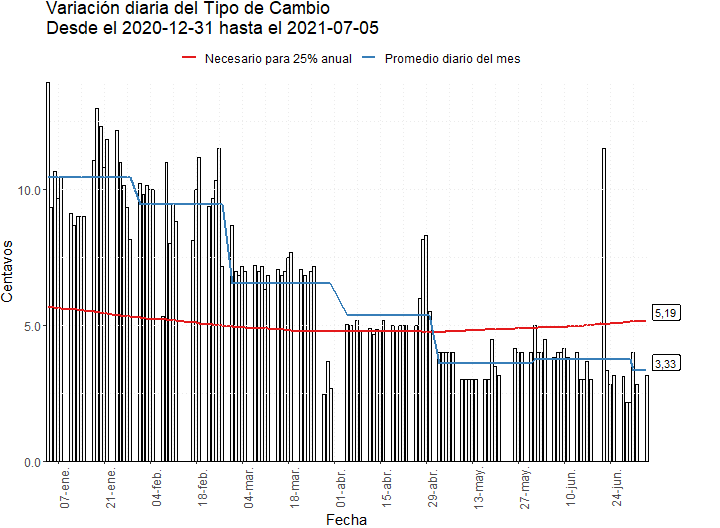 Variación diaria del Tipo de Cambio
Desde el 2020-12-31 hasta el 2021-07-05
Necesario para 25% anual
Promedio diario del mes
Centavos
10.0
5.0
0.0
5,19
3,33
07-ene.
21-ene.
04-feb.
18-feb.
04-mar.
18-mar.
01-abr.
15-abr.
29-abr.
13-may.
27-may.
10-jun.
24-jun.
Fecha